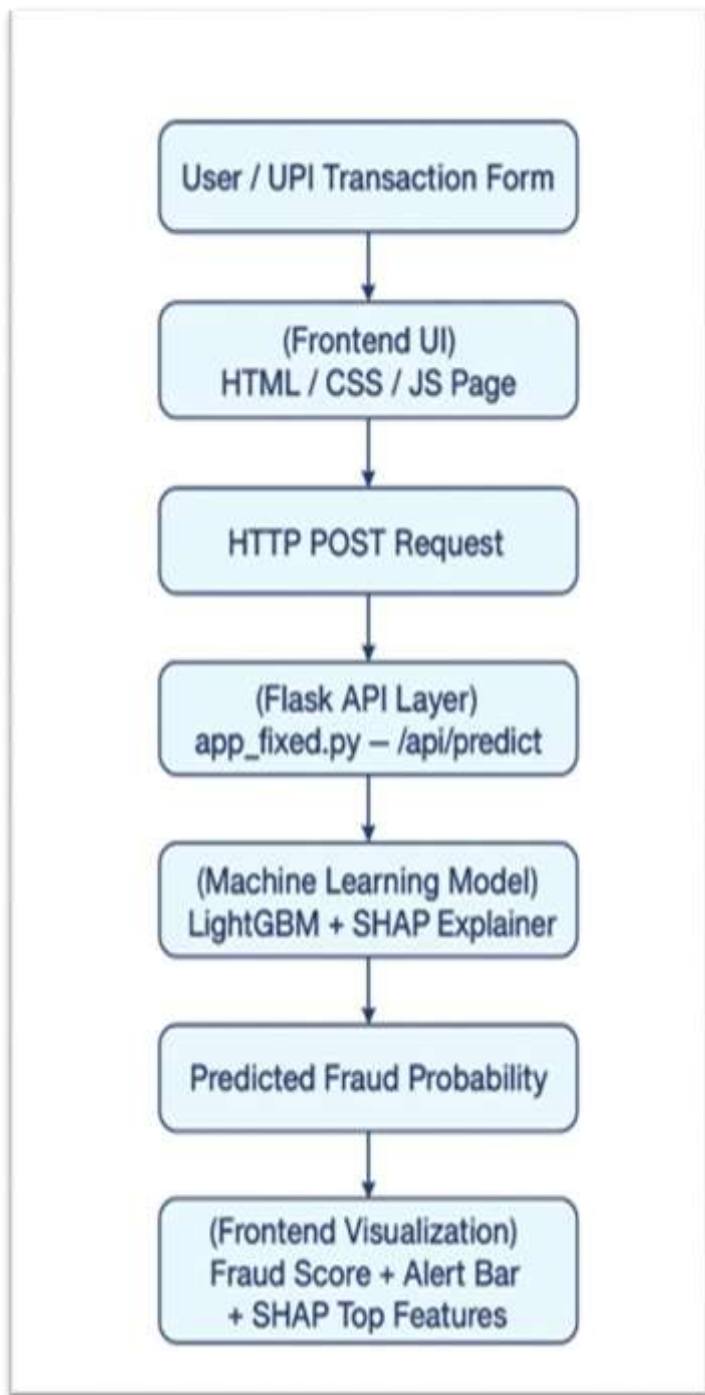 User / UPI Transaction Form
(Frontend UI)
HTML / CSS / JS Page
HTTP POST Request
(Flask API Layer)
app_fixed.py – /api/predict
(Machine Learning Model)
LightGBM + SHAP Explainer
Predicted Fraud Probability
(Frontend Visualization)
Fraud Score + Alert Bar
+ SHAP Top Features